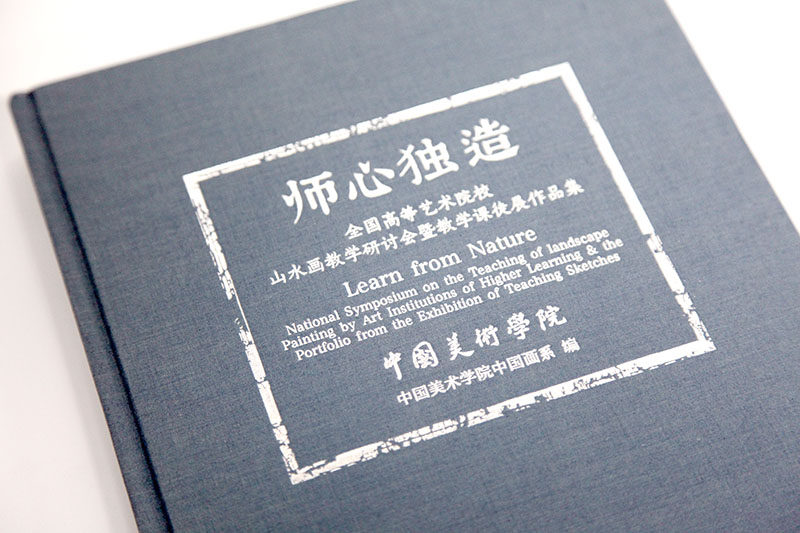 师心独造
全国高等艺术院校
山水画教学研讨会暨教学课徒展作品集
Learn from Nature
National Symposium on the Teaching of landscape
Painting by Art Institutions of Higher Learning & the
Portfolio from the Exhibition of Teaching Sketches
中國美術學院
中国美术学院中国画系 编